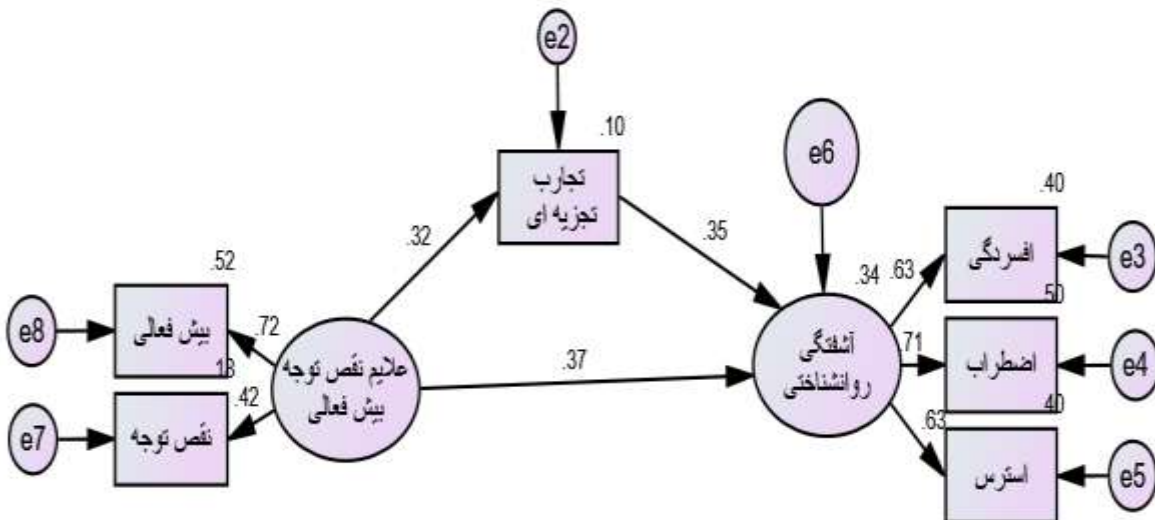 e2
.10
تجارب
تجزیه ای
e6
.32
.35
.40
افسردگی
e3
.52
بیش فعالی
e8
.72
.34
.63
.50
آشفتگی
روانشناختی
.71
اضطراب
e4
علایم نقص توجه
بیش فعالی
.37
.18
.42
نقص توجه
e7
.40
.63
استرس
e5